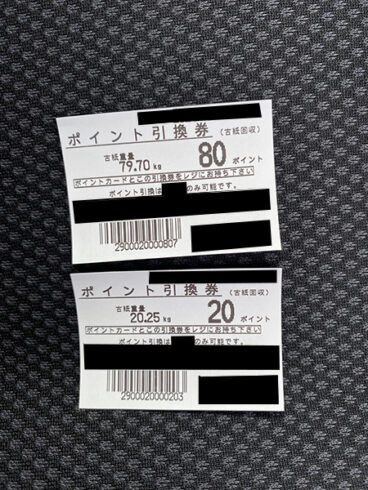 ポイント引換券 (古紙回収)
古紙重量
79.70 kg 80 ポイント
ポイントカードとこの引換券をレジにお持ち下さい
ポイント引換は のみ可能です。
2900020000807
ポイント引換券 (古紙回収)
古紙重量
20.25 kg 20 ポイント
ポイントカードとこの引換券をレジにお持ち下さい
ポイント引換は のみ可能です。
2900020000203